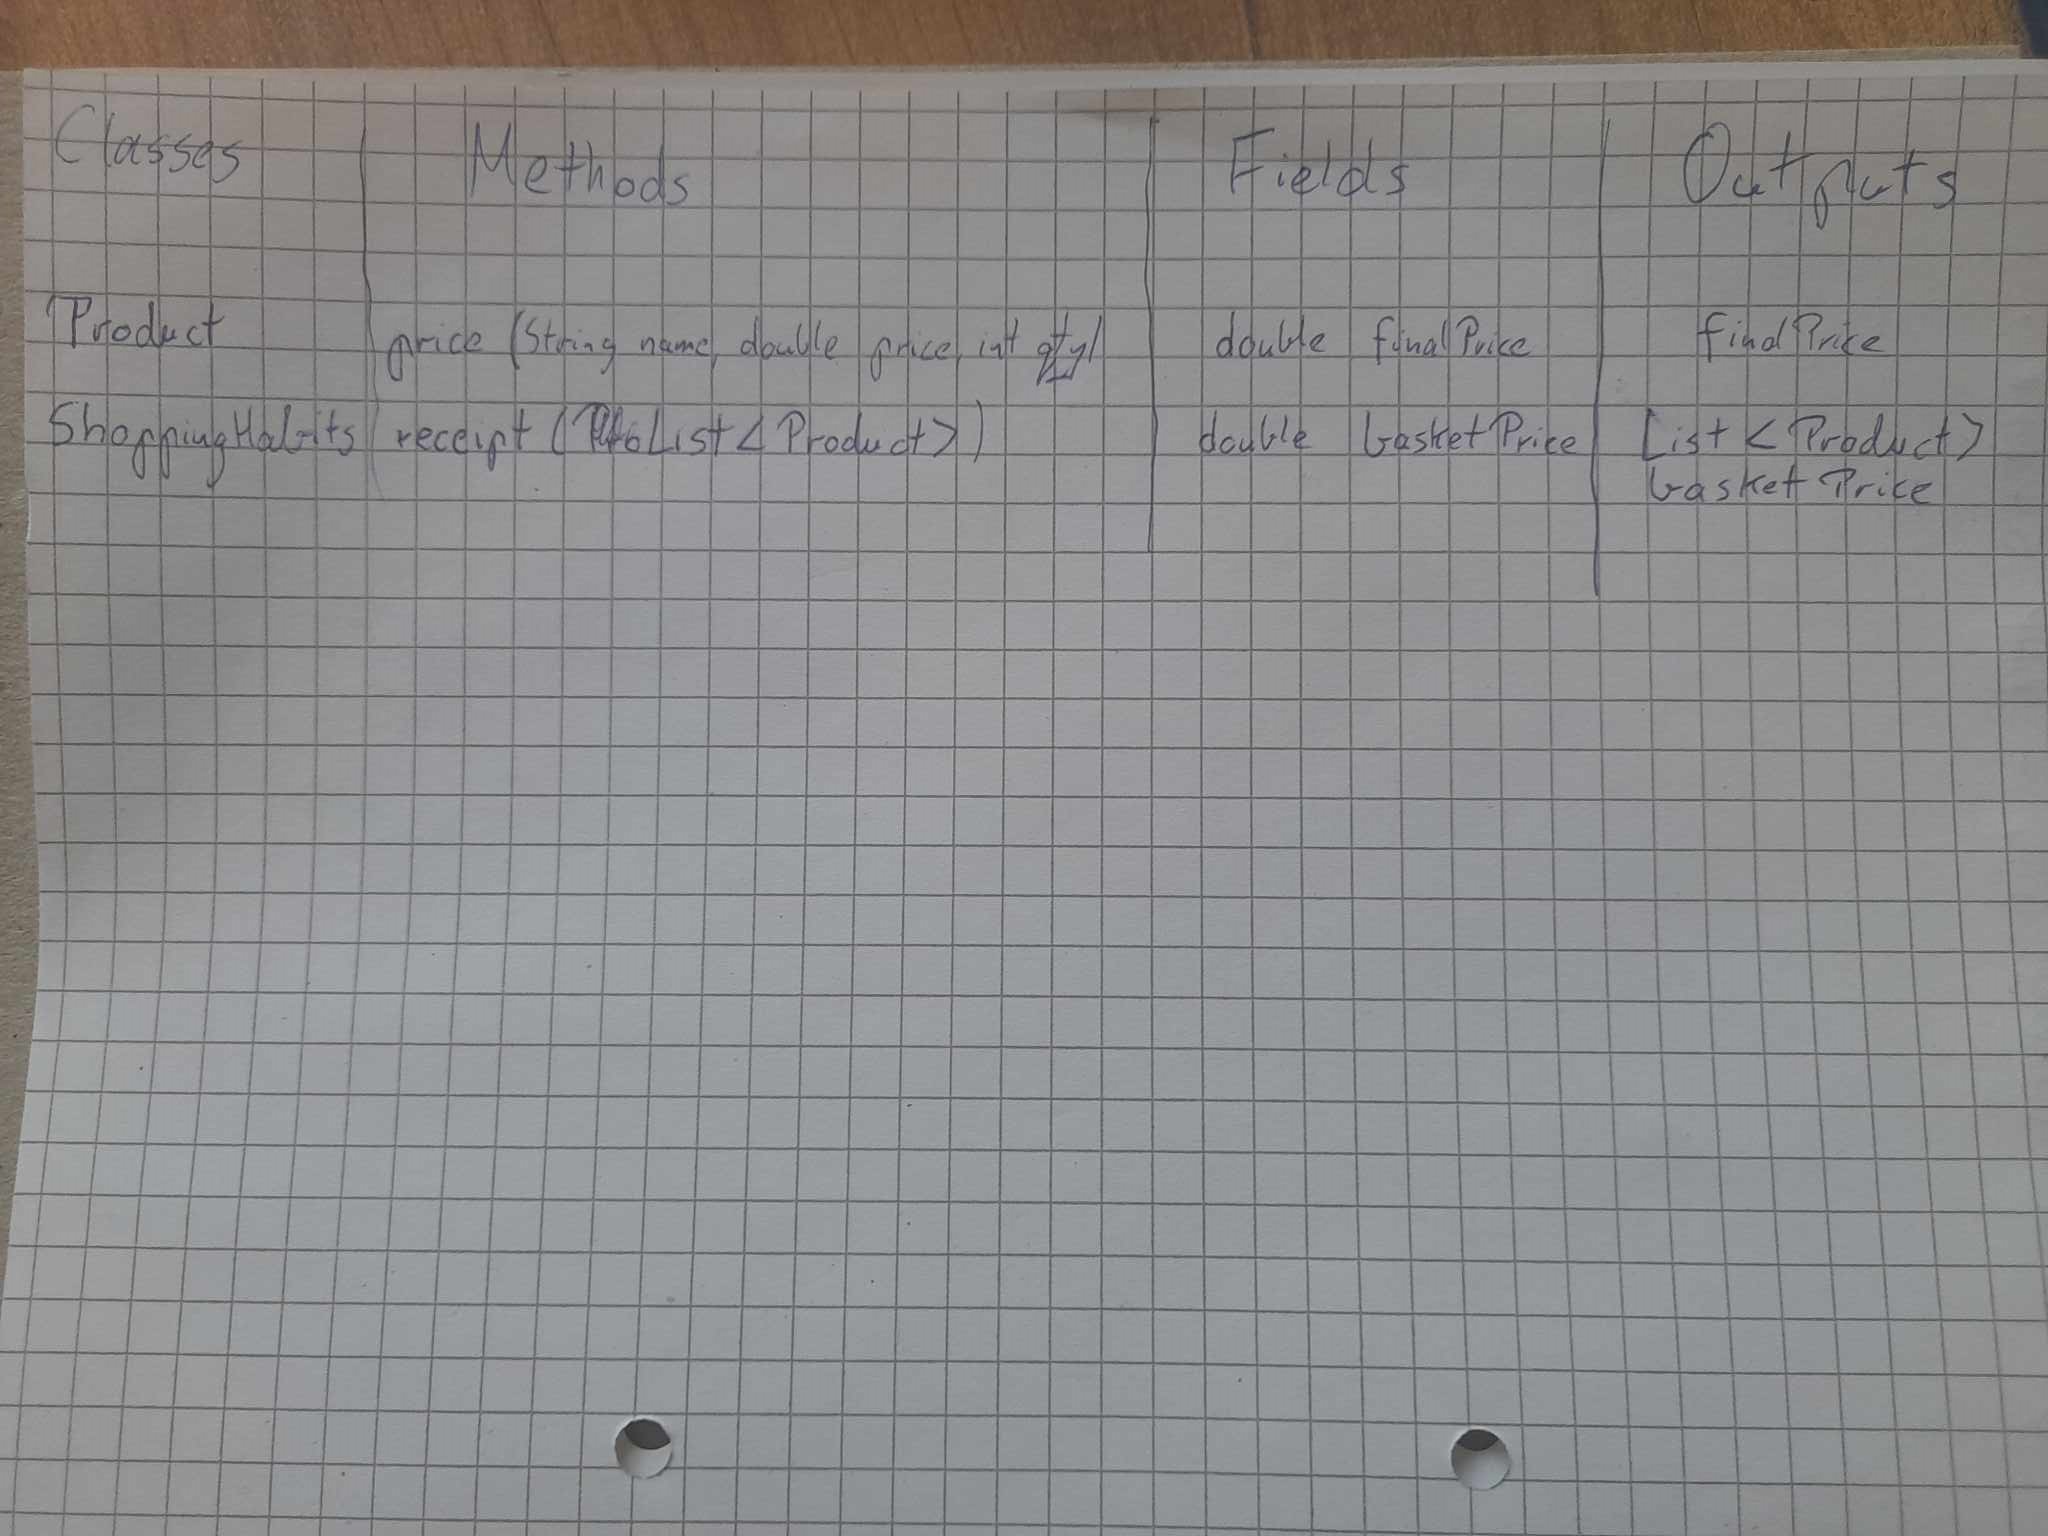 Classes Methods Fields Outputs
Product price (String name, double price, int qty) double finalPrice finalPrice
ShoppingHabits receipt (List<Product>) double basketPrice List <Product>
basketPrice